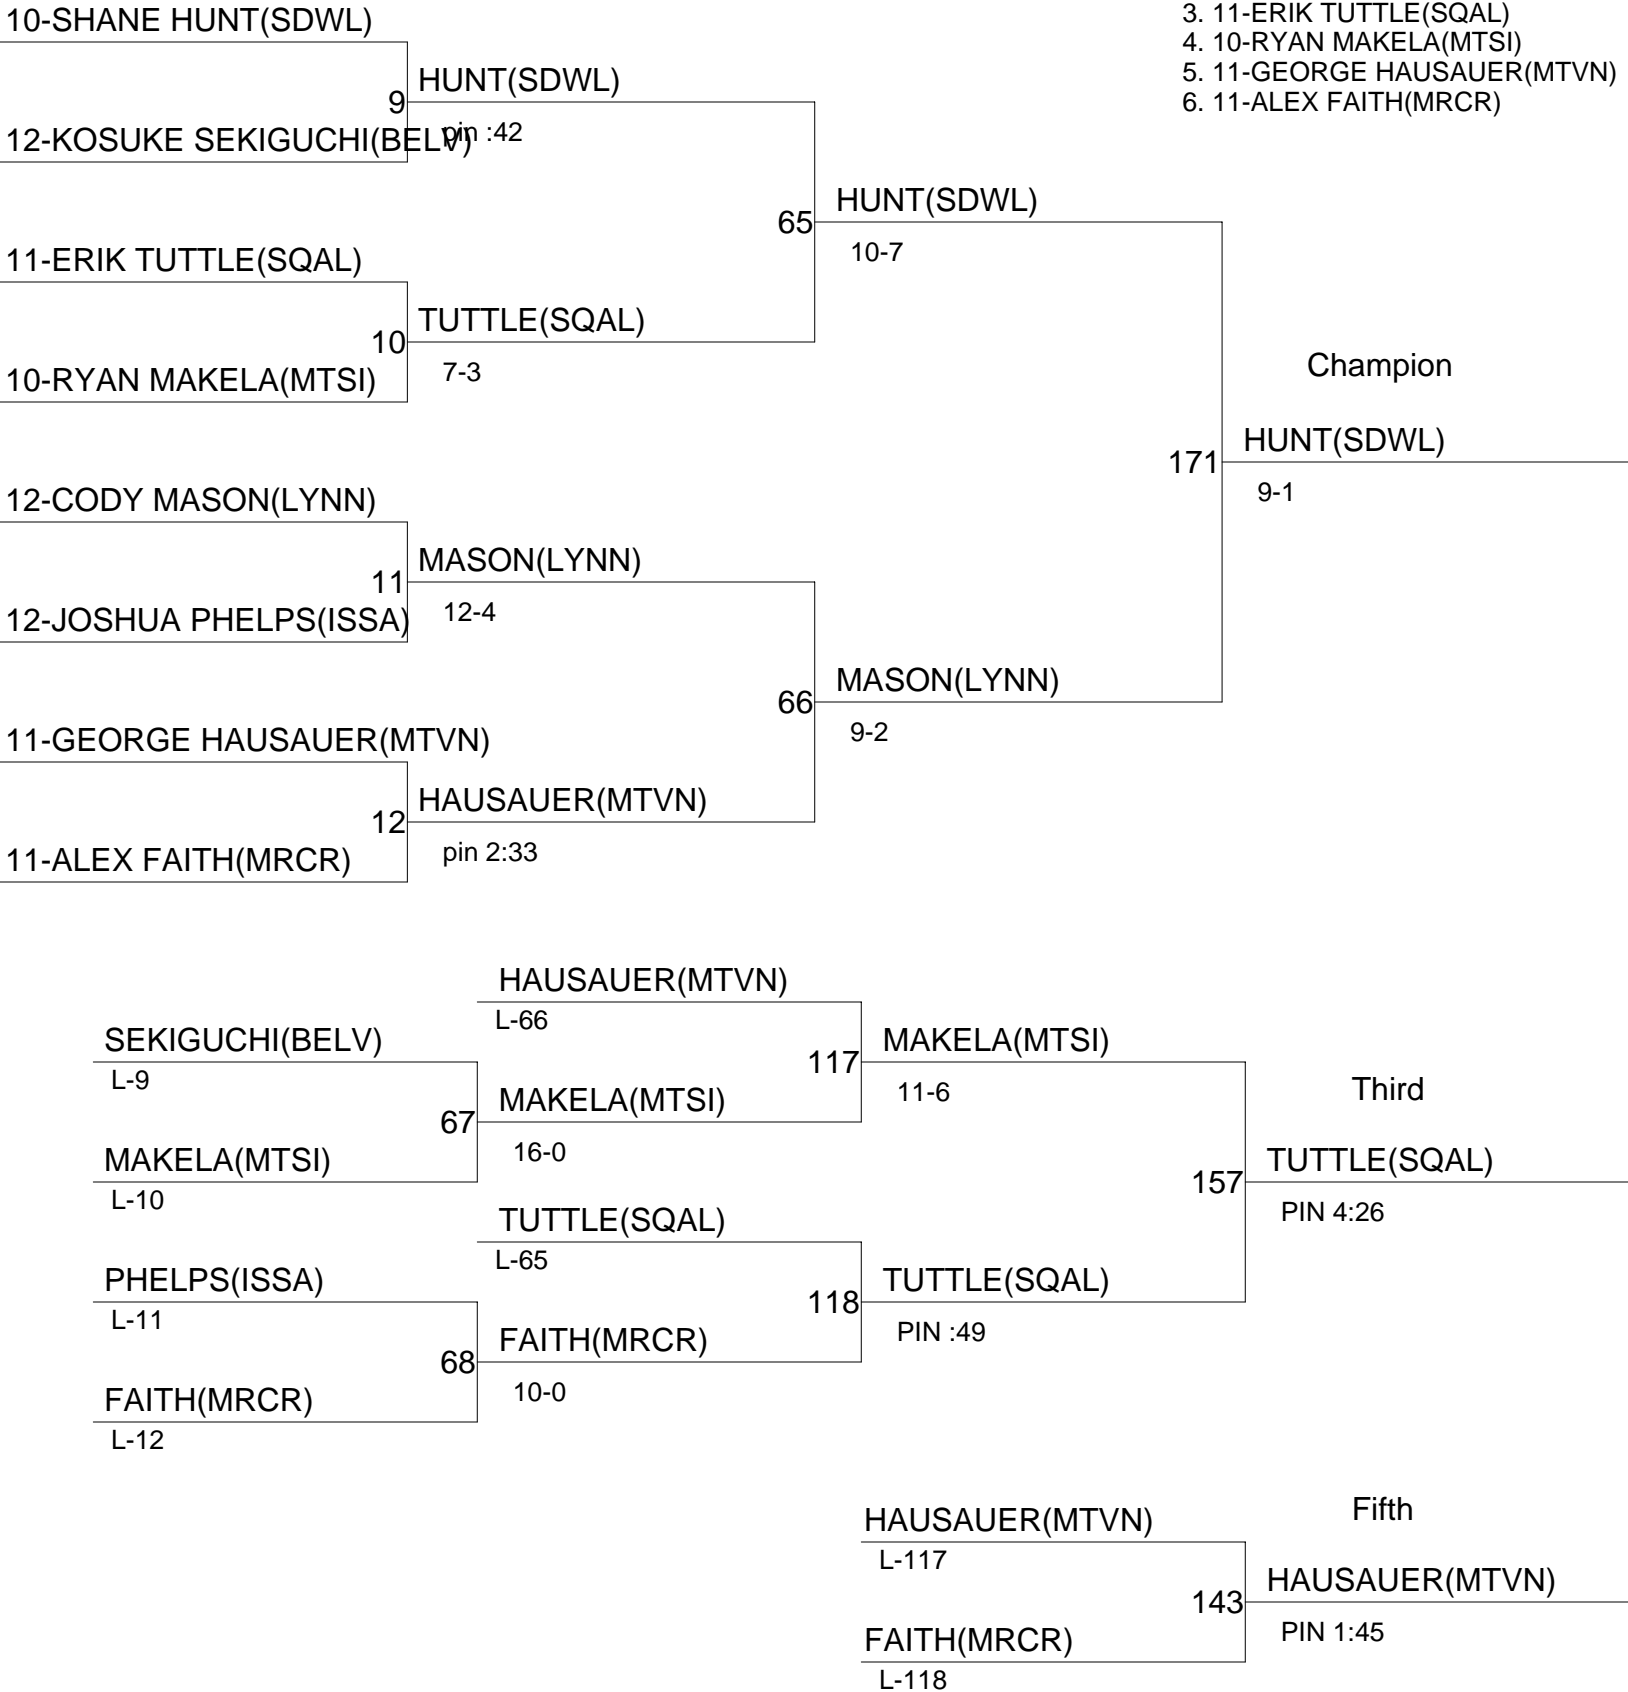 10-SHANE HUNT(SDWL)
3. 11-ERIK TUTTLE(SQAL)
4. 10-RYAN MAKELA(MTSI)
5. 11-GEORGE HAUSAUER(MTVN)
6. 11-ALEX FAITH(MRCR)
HUNT(SDWL)
9
pin :42
12-KOSUKE SEKIGUCHI(BELV)
HUNT(SDWL)
65
10-7
11-ERIK TUTTLE(SQAL)
TUTTLE(SQAL)
10
7-3
10-RYAN MAKELA(MTSI)
Champion
HUNT(SDWL)
171
9-1
12-CODY MASON(LYNN)
MASON(LYNN)
11
12-4
12-JOSHUA PHELPS(ISSA)
MASON(LYNN)
66
9-2
11-GEORGE HAUSAUER(MTVN)
HAUSAUER(MTVN)
12
pin 2:33
11-ALEX FAITH(MRCR)
HAUSAUER(MTVN)
L-66
SEKIGUCHI(BELV)
L-9
117
MAKELA(MTSI)
11-6
MAKELA(MTSI)
67
16-0
MAKELA(MTSI)
L-10
Third
TUTTLE(SQAL)
157
PIN 4:26
TUTTLE(SQAL)
L-65
PHELPS(ISSA)
L-11
118
TUTTLE(SQAL)
PIN :49
FAITH(MRCR)
68
10-0
FAITH(MRCR)
L-12
Fifth
HAUSAUER(MTVN)
L-117
143
HAUSAUER(MTVN)
PIN 1:45
FAITH(MRCR)
L-118